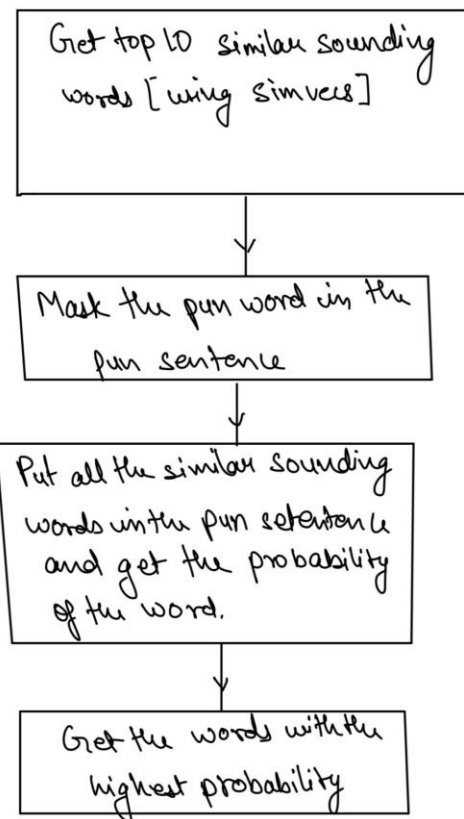 Get top 10 similar sounding
words [using simvecs]
Mask the pun word in the
pun sentence
Put all the similar sounding
words in the pun setentence
and get the probability
of the word.
Get the words with the
highest probability